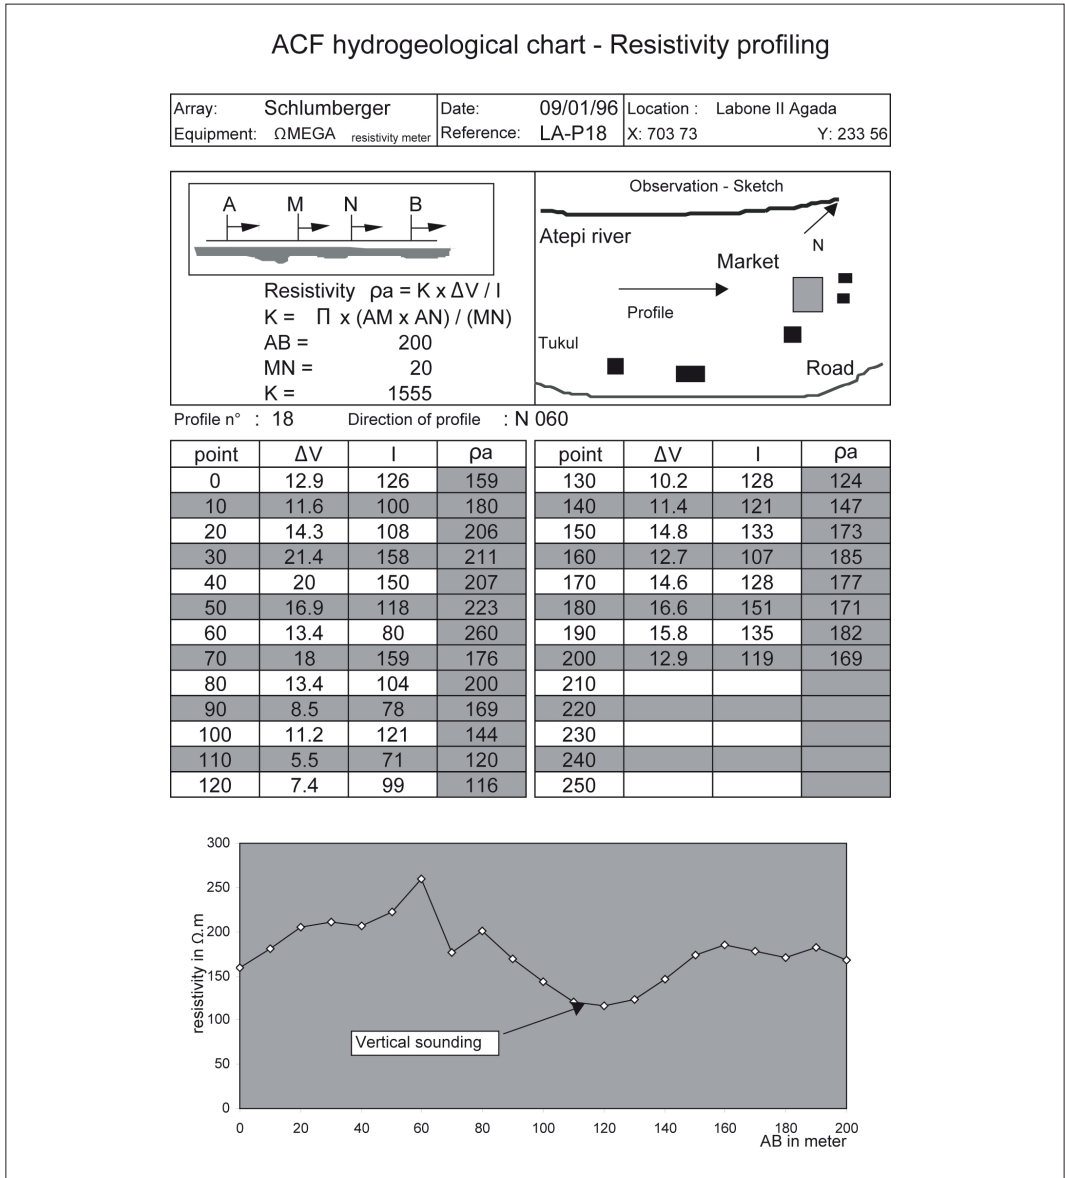 ACF hydrogeological chart - Resistivity profiling
Array: Schlumberger Date: 09/01/96 Location : Labone II Agada
Equipment: ΩMEGA resistivity meter Reference: LA-P18 X: 703 73 Y: 233 56
A M N B
Resistivity ρa = K x ΔV / I
K = Π x (AM x AN) / (MN)
AB = 200
MN = 20
K = 1555
Observation - Sketch
Atepi river
N
Market
Profile
Tukul
Road
Profile n° : 18 Direction of profile : N 060
point ΔV I ρa point ΔV I ρa
0 12.9 126 159 130 10.2 128 124
10 11.6 100 180 140 11.4 121 147
20 14.3 108 206 150 14.8 133 173
30 21.4 158 211 160 12.7 107 185
40 20 150 207 170 14.6 128 177
50 16.9 118 223 180 16.6 151 171
60 13.4 80 260 190 15.8 135 182
70 18 159 176 200 12.9 119 169
80 13.4 104 200 210
90 8.5 78 169 220
100 11.2 121 144 230
110 5.5 71 120 240
120 7.4 99 116 250
resistivity in Ω.m
300
250
200
150
100
50
0
Vertical sounding
0 20 40 60 80 100 120 140 160 180 200
AB in meter